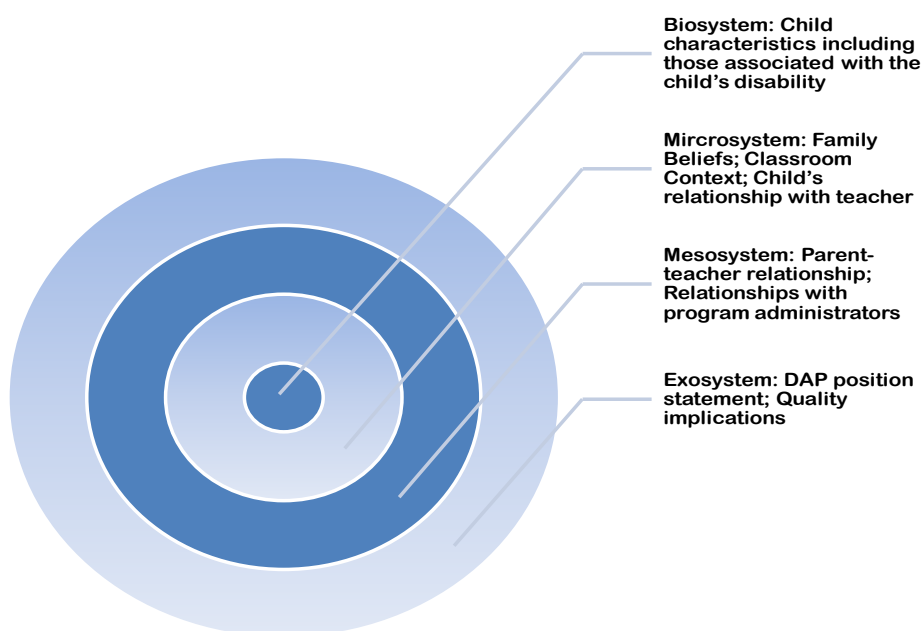 Biosystem: Child
characteristics including
those associated with the
child's disability
Mircrosystem: Family
Beliefs; Classroom
Context; Child's
relationship with teacher
Mesosystem: Parent-
teacher relationship;
Relationships with
program administrators
Exosystem: DAP position
statement; Quality
implications